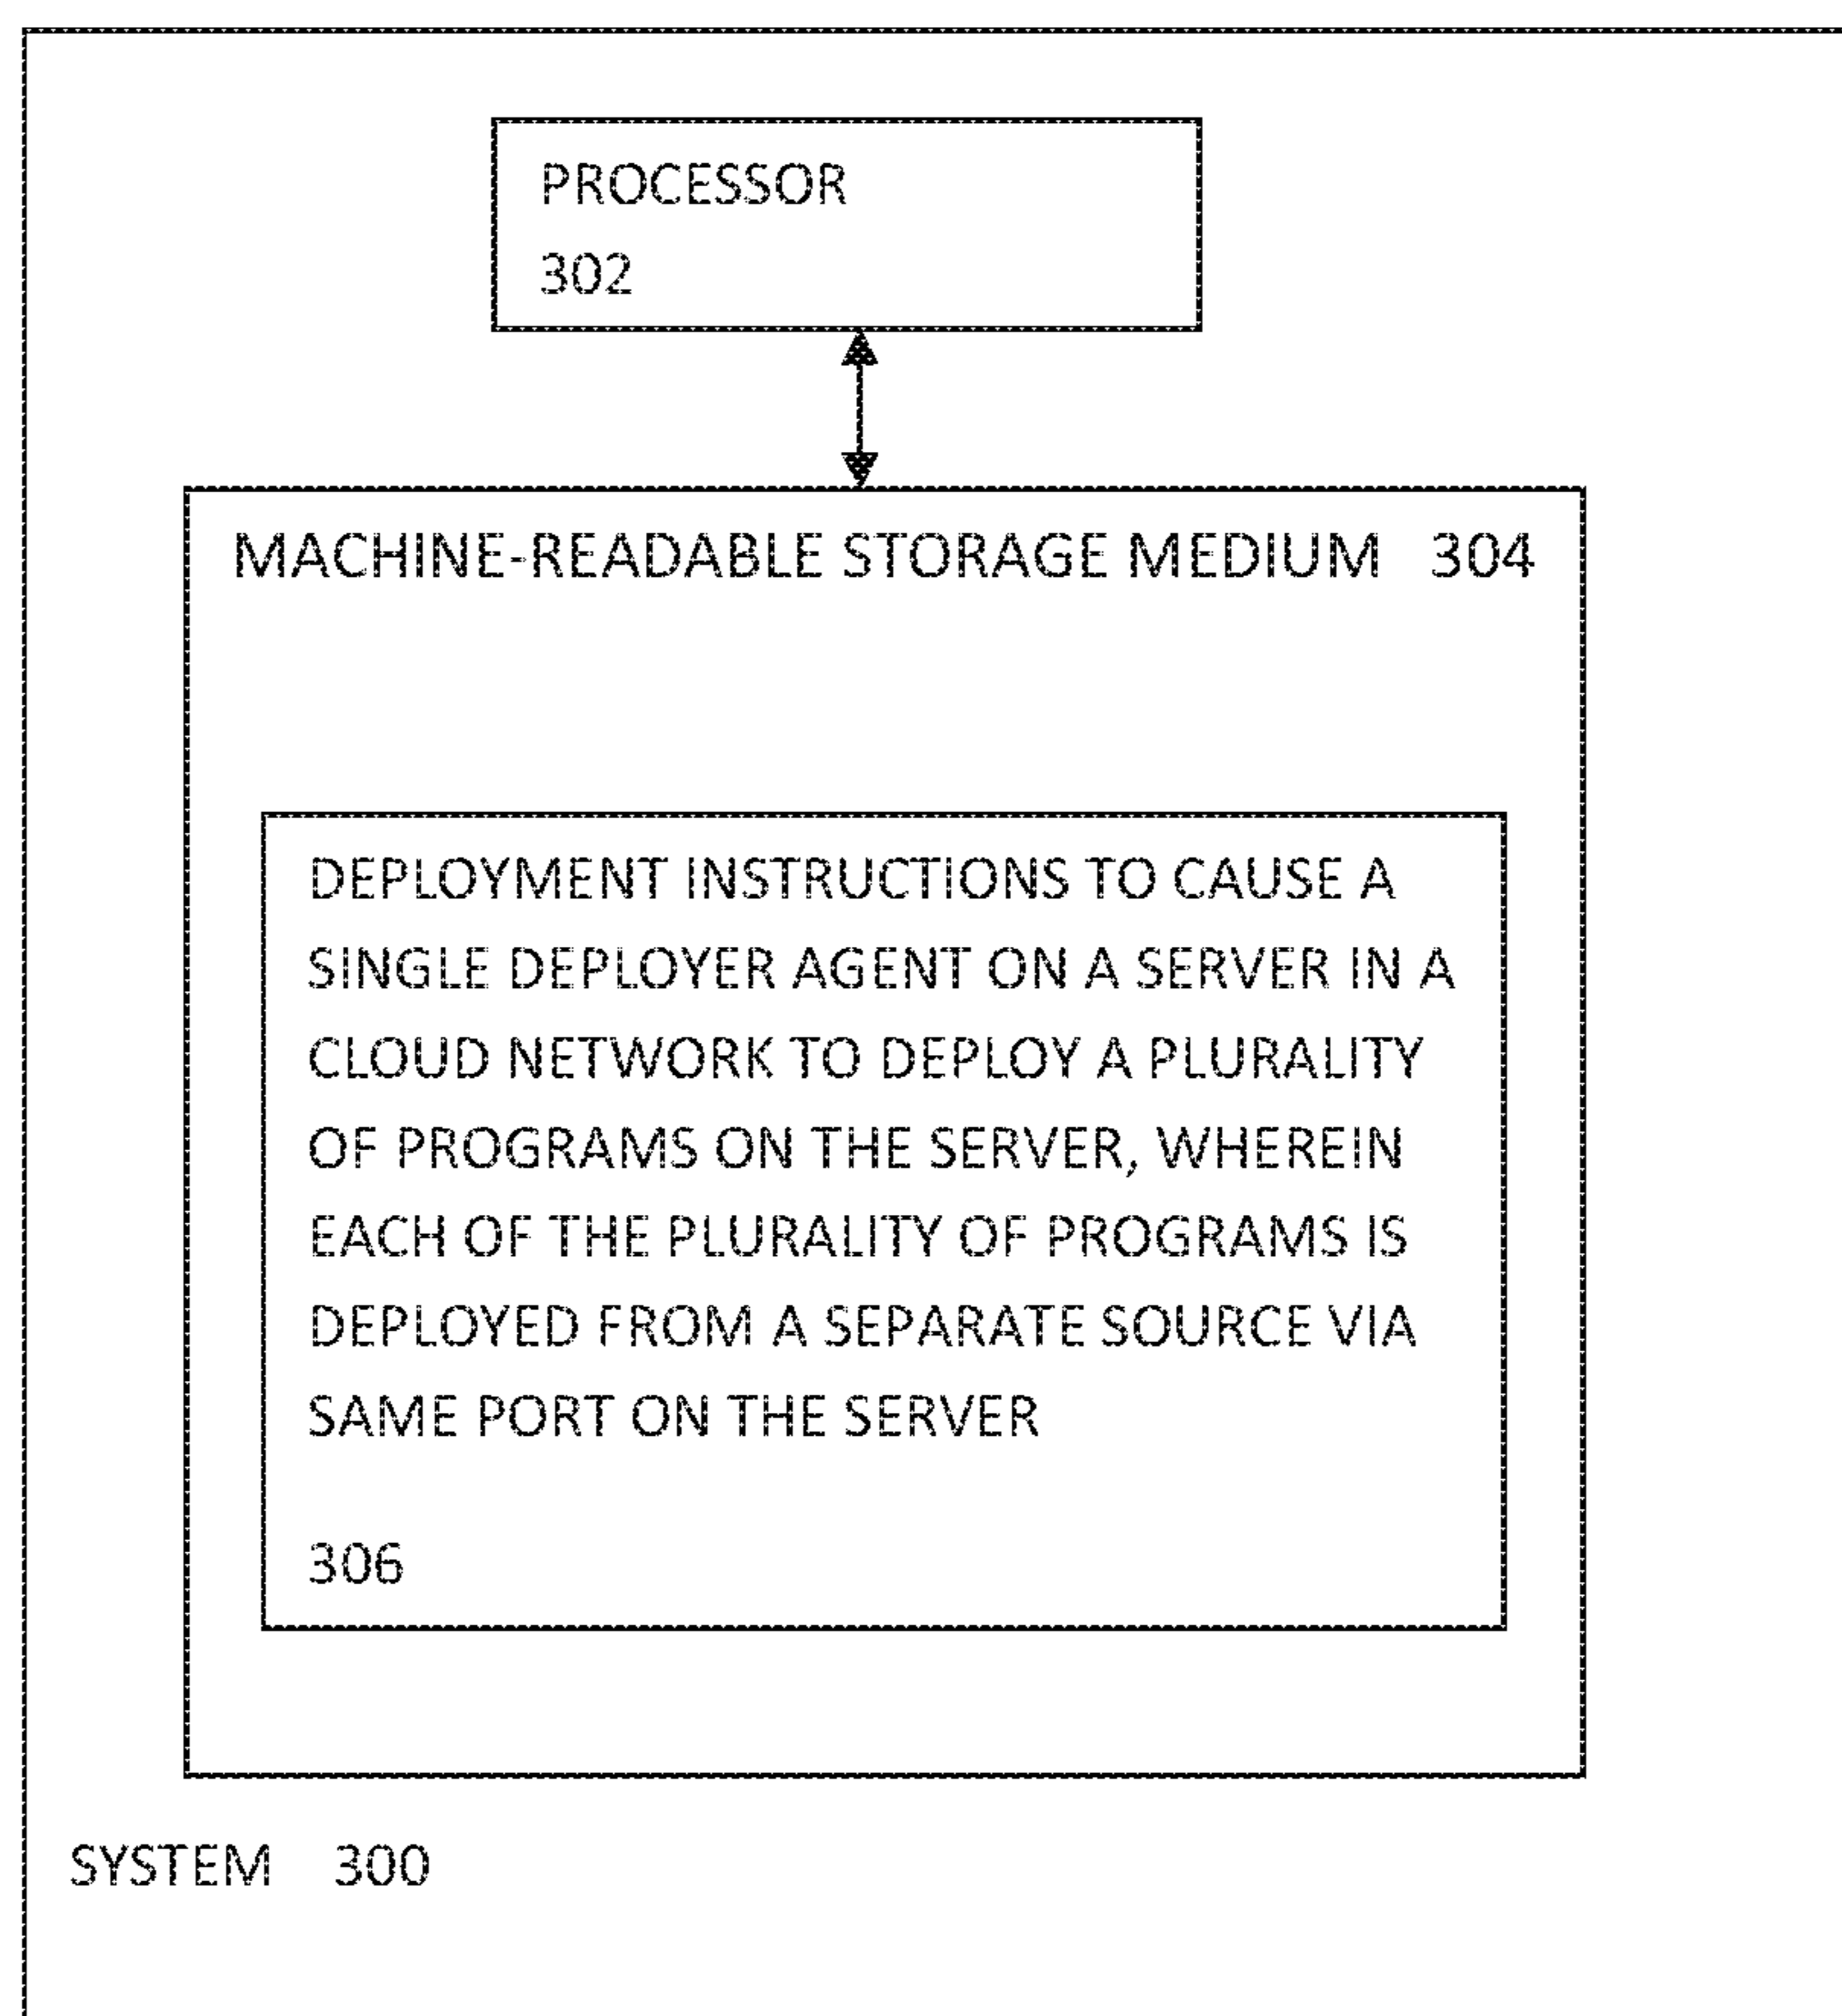 PROCESSOR
302
MACHINE-READABLE STORAGE MEDIUM 304
DEPLOYMENT INSTRUCTIONS TO CAUSE A
SINGLE DEPLOYER AGENT ON A SERVER IN A
CLOUD NETWORK TO DEPLOY A PLURALITY
OF PROGRAMS ON THE SERVER, WHEREIN
EACH OF THE PLURALITY OF PROGRAMS IS
DEPLOYED FROM A SEPARATE SOURCE VIA
SAME PORT ON THE SERVER
306
SYSTEM 300